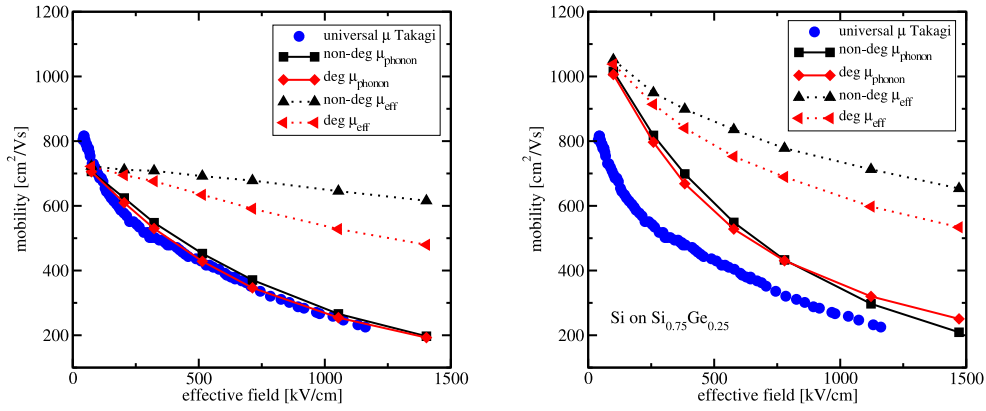 1200
1000
800
600
400
200
0
500
1000
1500
mobility [cm²/Vs]
effective field [kV/cm]
universal μ Takagi
non-deg μphonon
deg μphonon
non-deg μeff
deg μeff
1200
1000
800
600
400
200
0
500
1000
1500
mobility [cm²/Vs]
effective field [kV/cm]
universal μ Takagi
non-deg μphonon
deg μphonon
non-deg μeff
deg μeff
Si on Si0.75Ge0.25